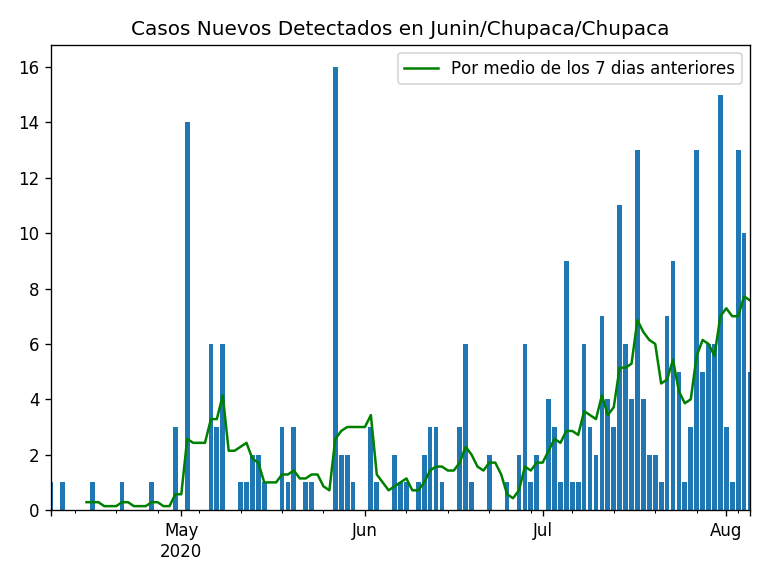 Casos Nuevos Detectados en Junin/Chupaca/Chupaca
Por medio de los 7 dias anteriores
16
14
12
10
8
6
4
2
0
May
2020
Jun
Jul
Aug